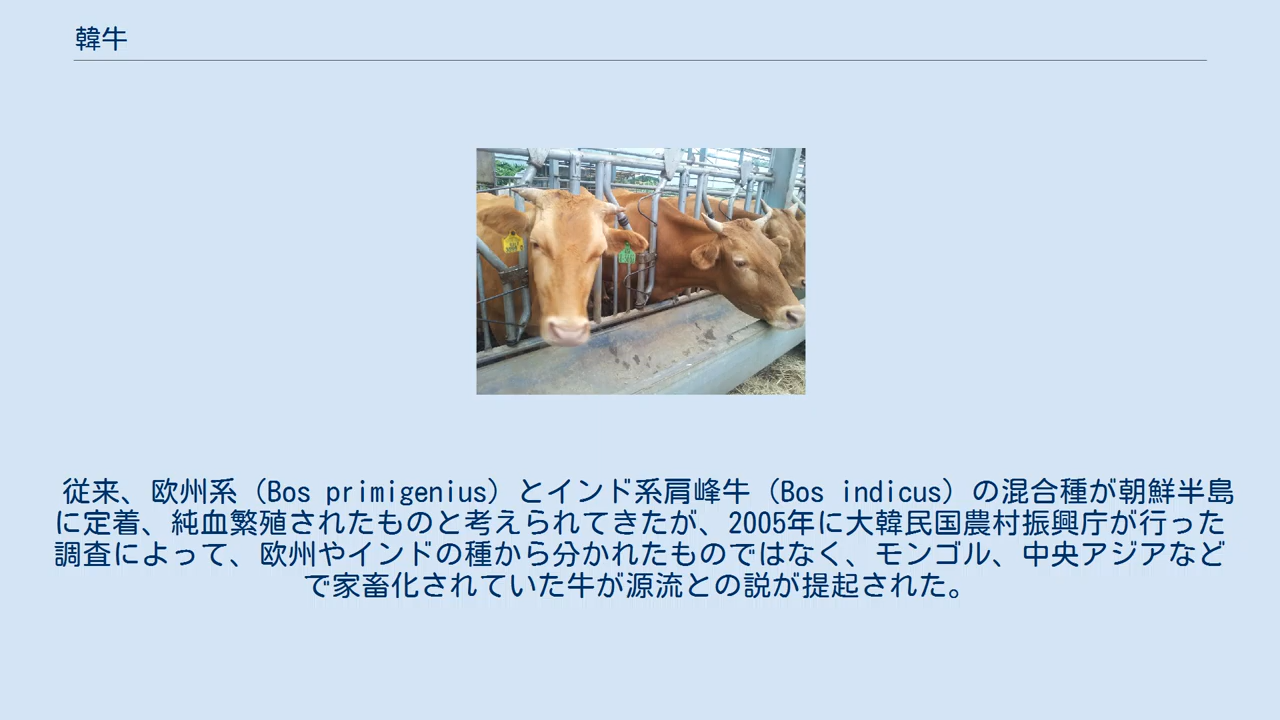 韓牛
従来、欧州系（Bos primigenius）とインド系肩峰牛（Bos indicus）の混合種が朝鮮半島
に定着、純血繁殖されたものと考えられてきたが、2005年に大韓民国農村振興庁が行った
調査によって、欧州やインドの種から分かれたものではなく、モンゴル、中央アジアなど
で家畜化されていた牛が源流との説が提起された。